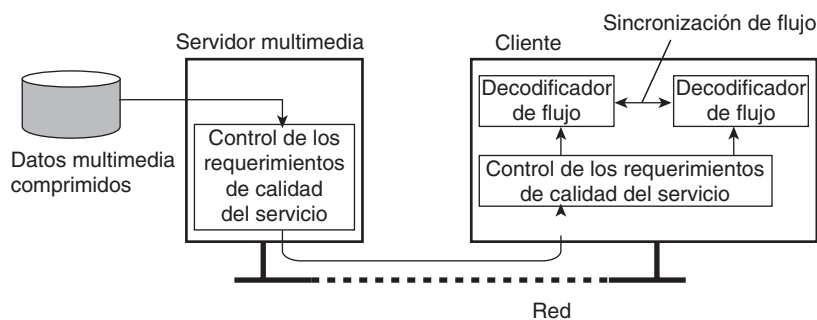 Sincronización de flujo
Servidor multimedia
Cliente
Decodificador
de flujo
Decodificador
de flujo
Datos multimedia
comprimidos
Control de los
requerimientos
de calidad
del servicio
Control de los requerimientos
de calidad del servicio
Red